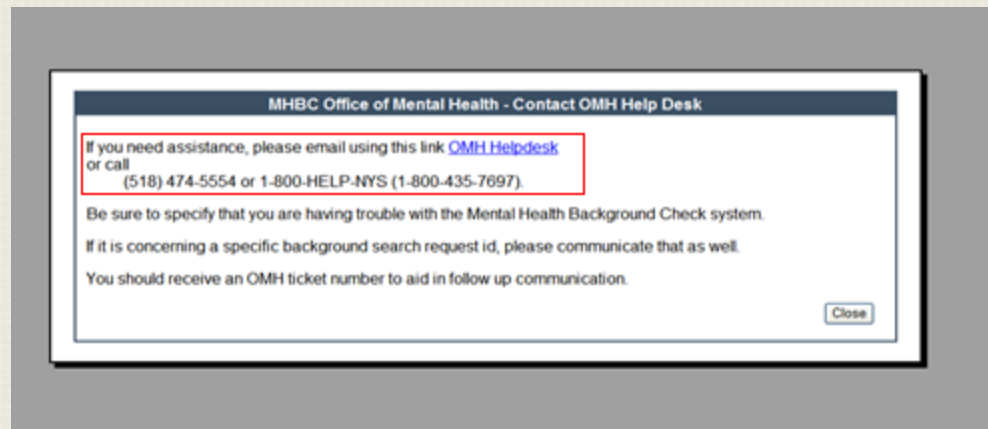 MHBC Office of Mental Health - Contact OMH Help Desk
If you need assistance, please email using this link OMH Helpdesk
or call
(518) 474-5554 or 1-800-HELP-NYS (1-800-435-7697).
Be sure to specify that you are having trouble with the Mental Health Background Check system.
If it is concerning a specific background search request id, please communicate that as well.
You should receive an OMH ticket number to aid in follow up communication.
Close